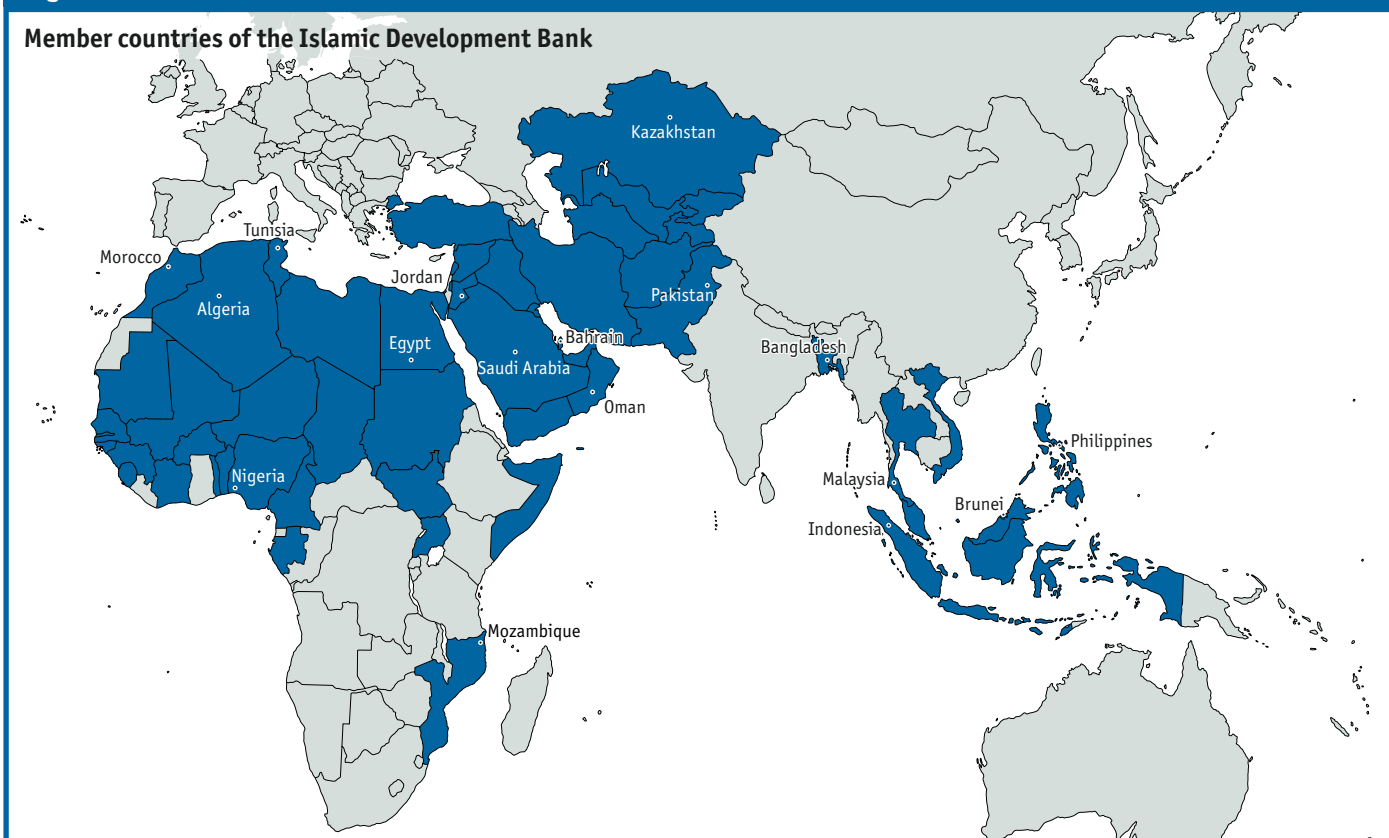 Member countries of the Islamic Development Bank
Kazakhstan
Tunisia
Morocco
Jordan
Algeria
Pakistan
Egypt
Bahrain
Bangladesh
Saudi Arabia
Oman
Philippines
Nigeria
Malaysia
Brunei
Indonesia
Mozambique